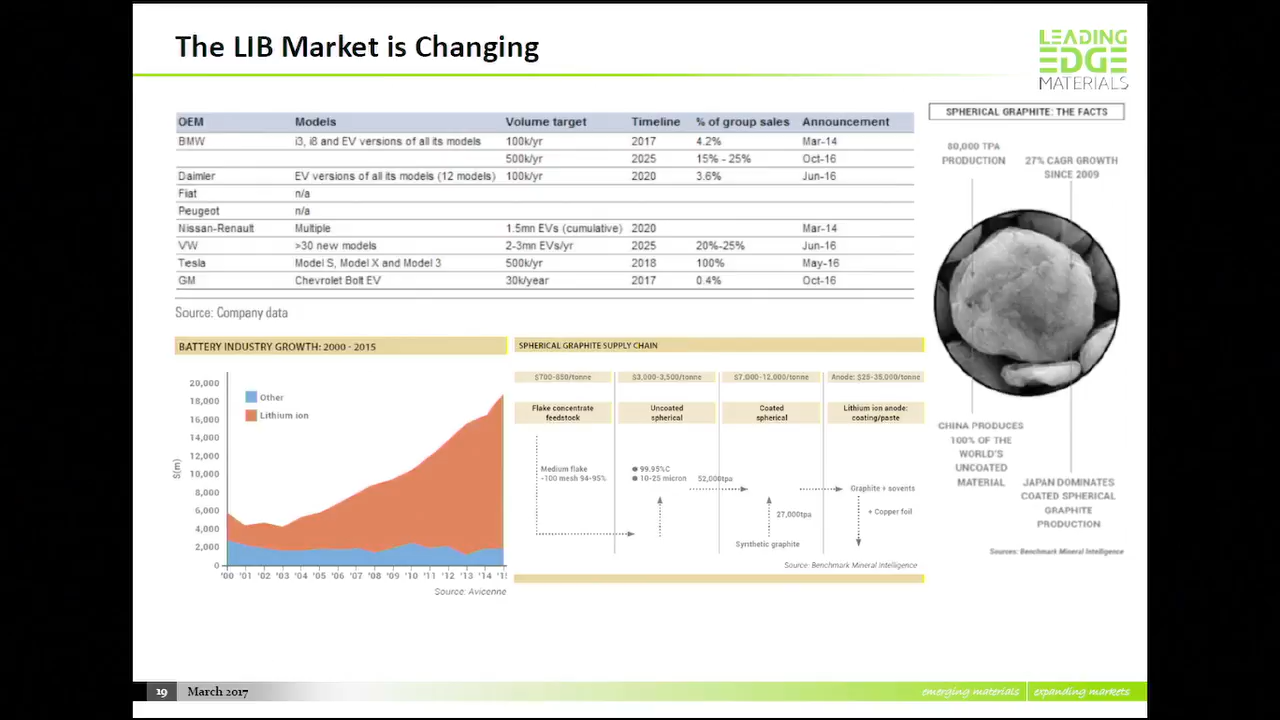 The LIB Market is Changing
LEADING
EDGE
MATERIALS
OEM Models Volume target Timeline % of group sales Announcement
BMW i3, i8 and EV versions of all its models 100k/yr 2017 4.2% Mar-14
500k/yr 2025 15% - 25% Oct-16
Daimler EV versions of all its models (12 models) 100k/yr 2020 3.6% Jun-16
Fiat n/a
Peugeot n/a
Nissan-Renault Multiple 1.5mn EVs (cumulative) 2020 Mar-14
VW >30 new models 2-3mn EVs/yr 2025 20%-25% Jun-16
Tesla Model S, Model X and Model 3 500k/yr 2018 100% May-16
GM Chevrolet Bolt EV 30k/year 2017 0.4% Oct-16
Source: Company data
SPHERICAL GRAPHITE: THE FACTS
80,000 TPA
PRODUCTION
27% CAGR GROWTH
SINCE 2009
CHINA PRODUCES
100% OF THE
WORLD'S
UNCOATED
MATERIAL
JAPAN DOMINATES
COATED SPHERICAL
GRAPHITE
PRODUCTION
Sources: Benchmark Mineral Intelligence
BATTERY INDUSTRY GROWTH: 2000 - 2015
20,000
18,000
16,000
14,000
12,000
10,000
8,000
6,000
4,000
2,000
0
$(m)
Other
Lithium ion
'00 '01 '02 '03 '04 '05 '06 '07 '08 '09 '10 '11 '12 '13 '14
Source: Avicenne
SPHERICAL GRAPHITE SUPPLY CHAIN
$3,000-3,500/tonne $7,000-12,000/tonne Anode: $25-35,000/tonne
Flake concentrate
feedstock
Uncoated
spherical
Coated
spherical
Lithium ion anode:
coating/paste
Medium flake
-100 mesh 94-95%
99.95%C
10-25 micron
52,000tpa
27,000tpa
Synthetic graphite
Graphite + sovents
+ Copper foil
Source: Benchmark Mineral Intelligence
19 March 2017
emerging materials expanding markets